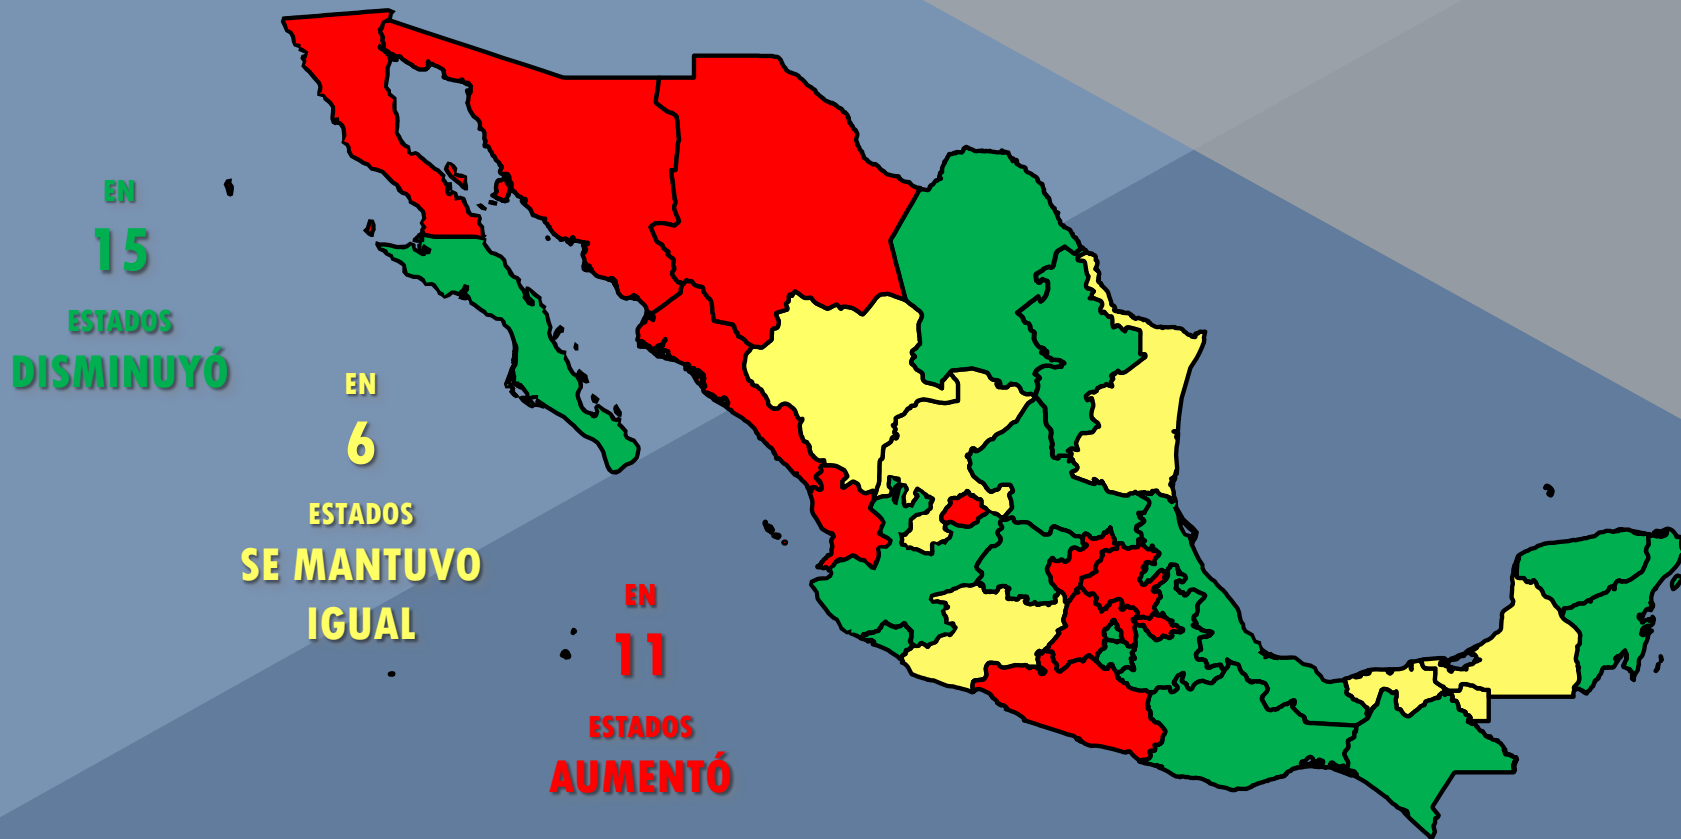 EN
15
ESTADOS
DISMINUYÓ
EN
6
ESTADOS
SE MANTUVO
IGUAL
EN
11
ESTADOS
AUMENTÓ